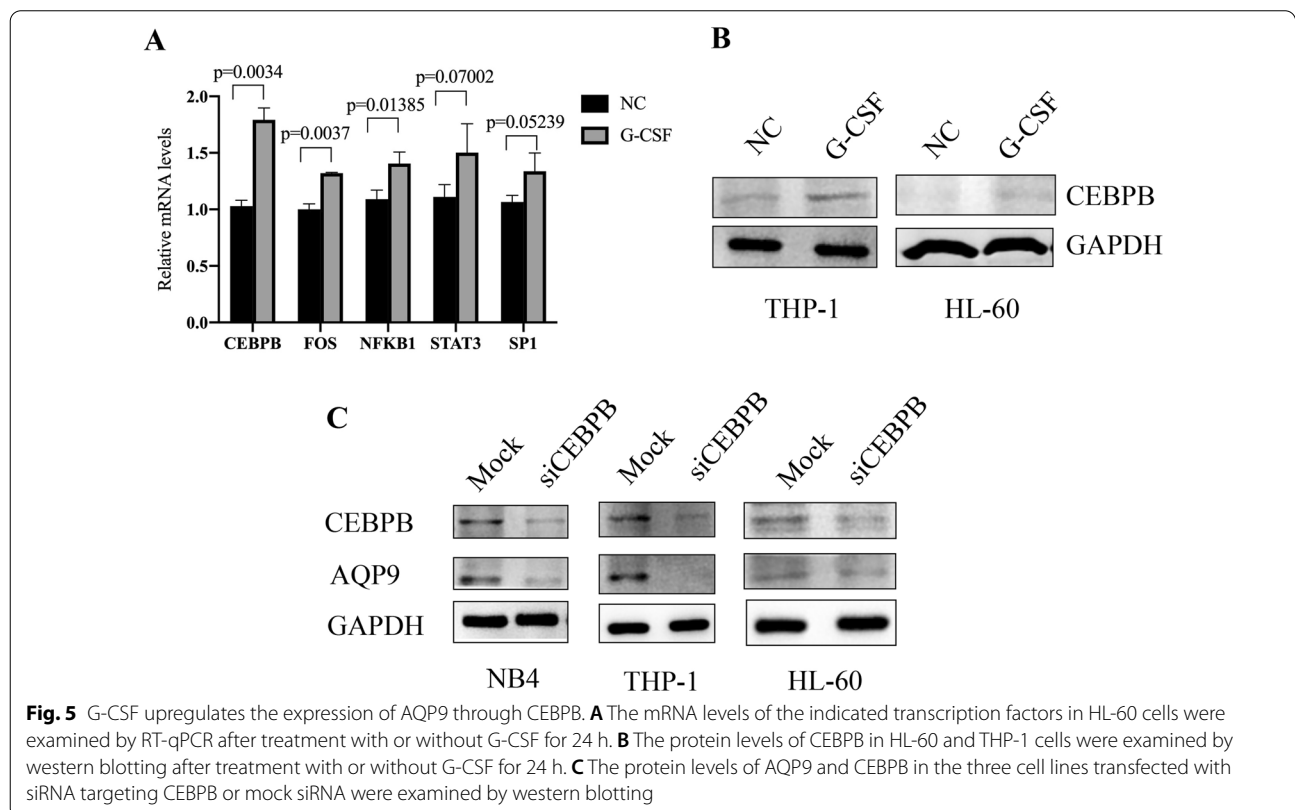 A
p=0.0034
p=0.0037
p=0.01385
p=0.07002
p=0.05239
NC
G-CSF
Relative mRNA levels
2.0
1.5
1.0
0.5
0.0
CEBPB FOS NFKB1 STAT3 SP1
B
NC G-CSF NC G-CSF
CEBPB
GAPDH
THP-1 HL-60
C
Mock siCEBPB Mock siCEBPB Mock siCEBPB
CEBPB
AQP9
GAPDH
NB4 THP-1 HL-60
Fig. 5 G-CSF upregulates the expression of AQP9 through CEBPB. A The mRNA levels of the indicated transcription factors in HL-60 cells were
examined by RT-qPCR after treatment with or without G-CSF for 24 h. B The protein levels of CEBPB in HL-60 and THP-1 cells were examined by
western blotting after treatment with or without G-CSF for 24 h. C The protein levels of AQP9 and CEBPB in the three cell lines transfected with
siRNA targeting CEBPB or mock siRNA were examined by western blotting